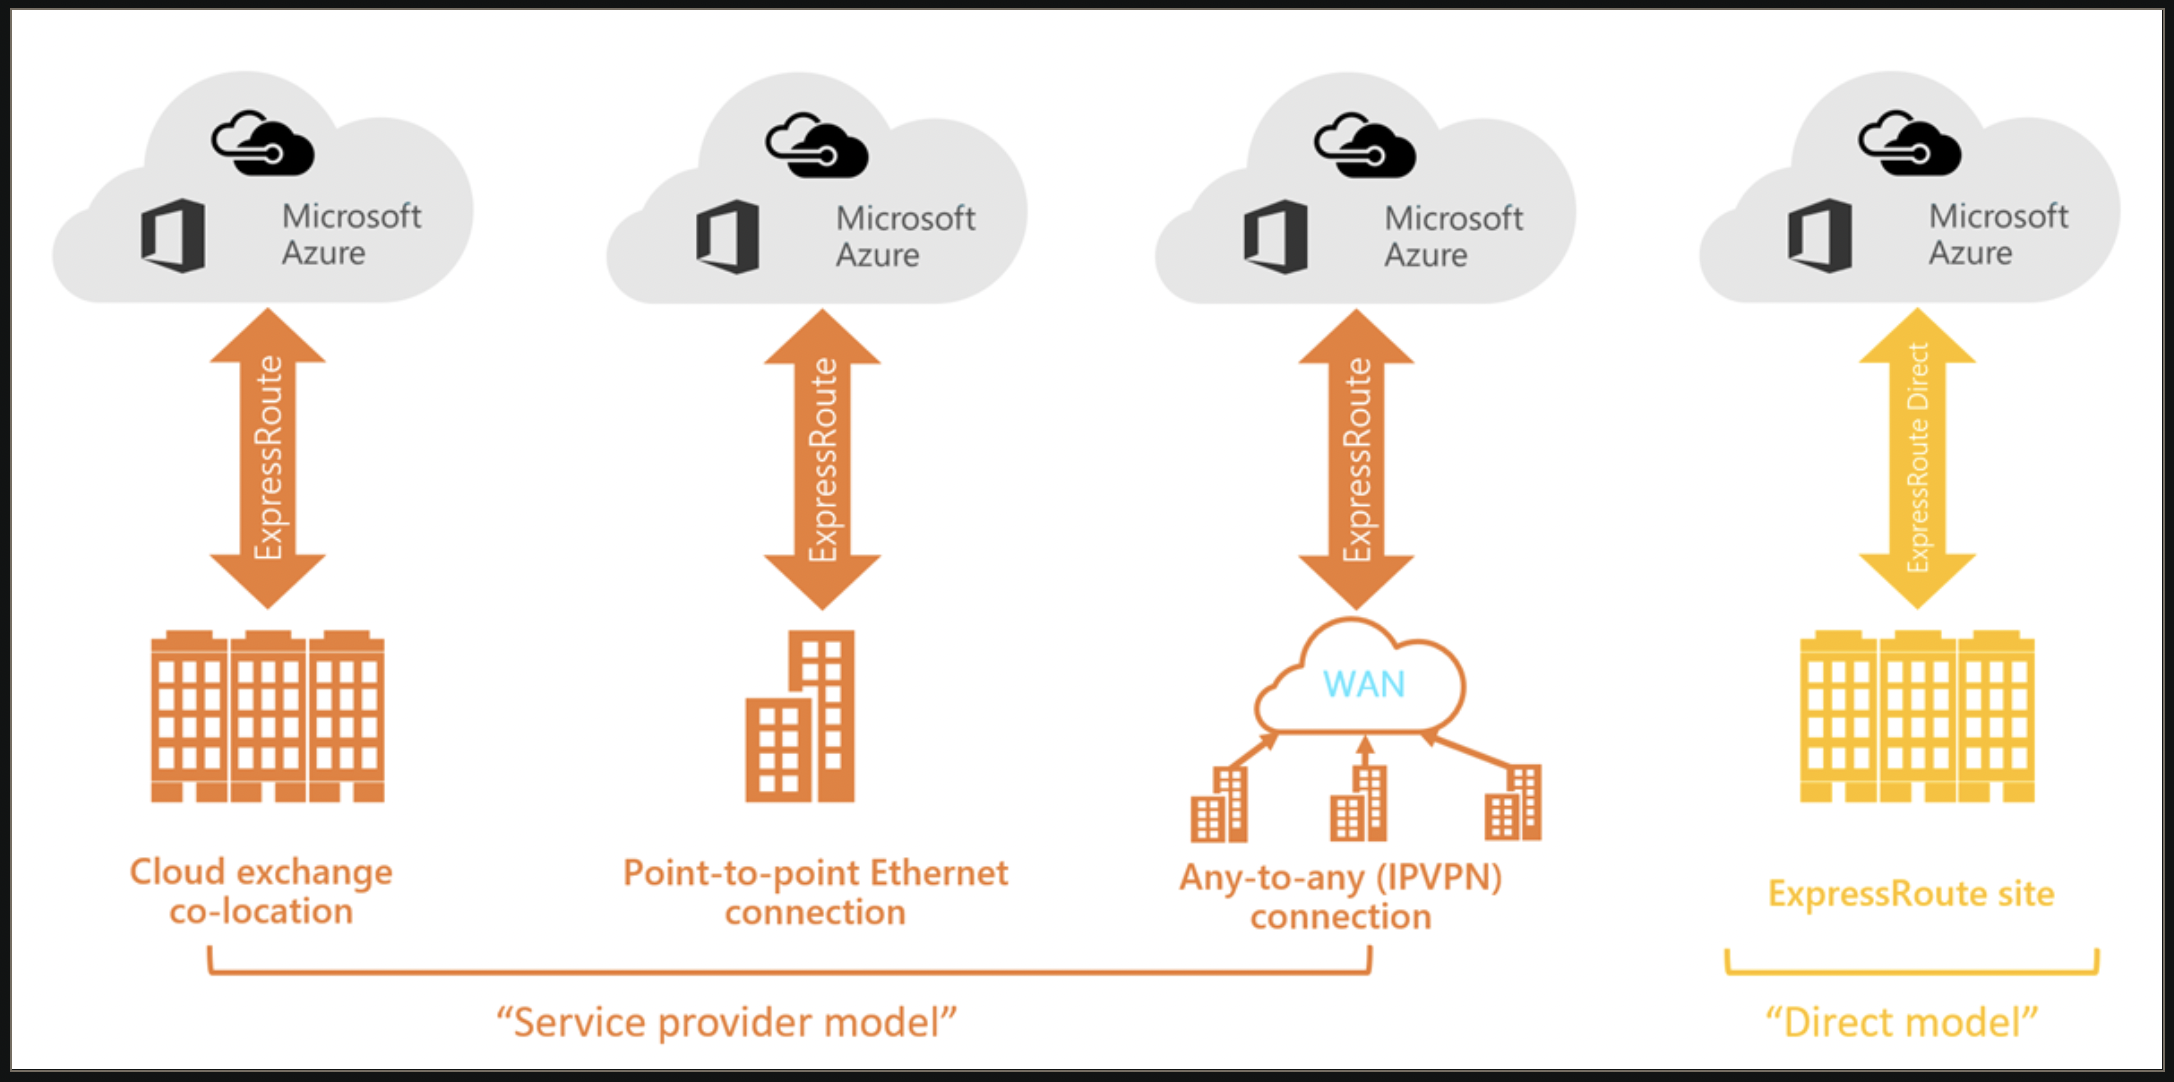 Microsoft
Azure
Microsoft
Azure
Microsoft
Azure
Microsoft
Azure
ExpressRoute
ExpressRoute
ExpressRoute
ExpressRoute Direct
WAN
Cloud exchange
co-location
Point-to-point Ethernet
connection
Any-to-any (IPVPN)
connection
ExpressRoute site
“Service provider model”
“Direct model”